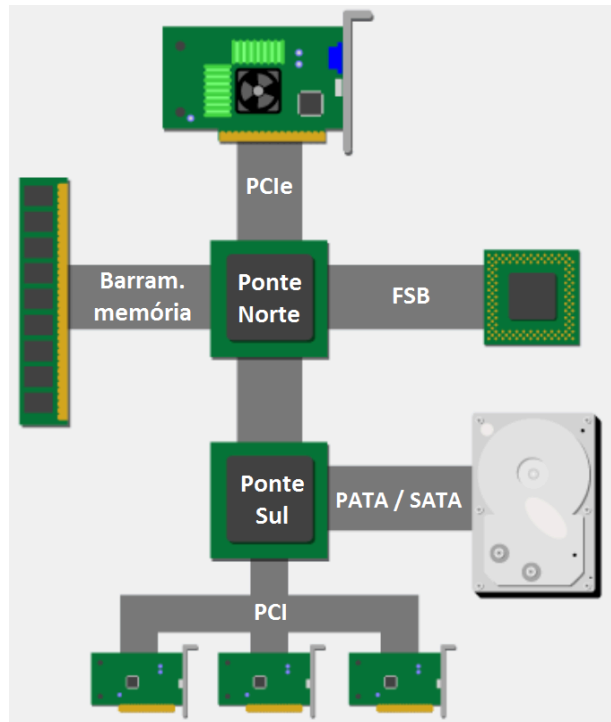 PCIe
Barram.
memória
Ponte
Norte
FSB
Ponte
Sul
PATA / SATA
PCI